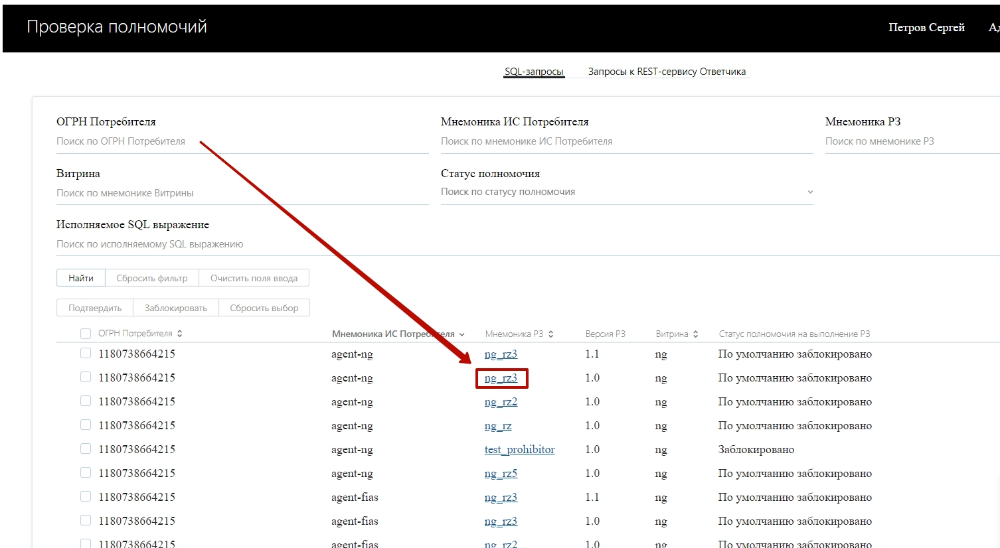 Проверка полномочий
Петров Сергей
SQL-запросы Запросы к REST-сервису Ответчика
ОГРН Потребителя Мнемоника ИС Потребителя Мнемоника РЗ
Поиск по ОГРН Потребителя Поиск по мнемонике ИС Потребителя Поиск по мнемонике РЗ
Витрина Статус полномочия
Поиск по мнемонике Витрины Поиск по статусу полномочия
Исполняемое SQL выражение
Поиск по исполняемому SQL выражению
Найти Сбросить фильтр Очистить поля ввода
Подтвердить Заблокировать Сбросить выбор
ОГРН Потребителя Мнемоника ИС Потребителя Мнемоника РЗ Версия РЗ Витрина Статус полномочия на выполнение РЗ
1180738664215 agent-ng ng_rz3 1.1 ng По умолчанию заблокировано
1180738664215 agent-ng ng_rz3 1.0 ng По умолчанию заблокировано
1180738664215 agent-ng ng_rz2 1.0 ng По умолчанию заблокировано
1180738664215 agent-ng ng_rz 1.0 ng По умолчанию заблокировано
1180738664215 agent-ng test_prohibitor 1.0 ng Заблокировано
1180738664215 agent-ng ng_rz5 1.0 ng По умолчанию заблокировано
1180738664215 agent-fias ng_rz3 1.1 ng По умолчанию заблокировано
1180738664215 agent-fias ng_rz3 1.0 ng По умолчанию заблокировано
1180738664215 agent-fias ng_rz2 1.0 ng По умолчанию заблокировано